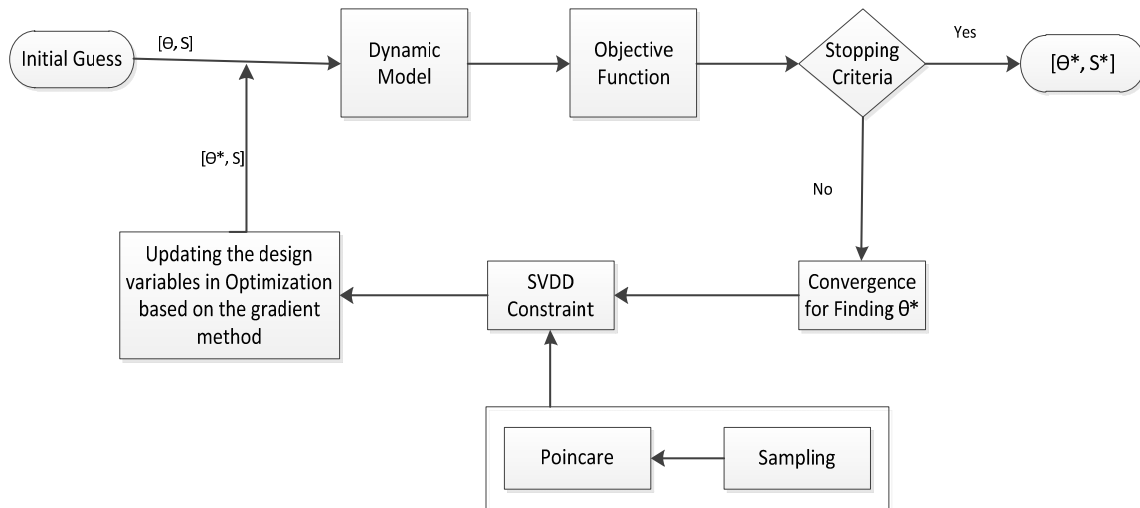 Initial Guess
[Θ, S]
Dynamic
Model
Objective
Function
Stopping
Criteria
Yes
[Θ*, S*]
[Θ*, S]
No
Updating the design
variables in Optimization
based on the gradient
method
SVDD
Constraint
Convergence
for Finding Θ*
Poincare
Sampling